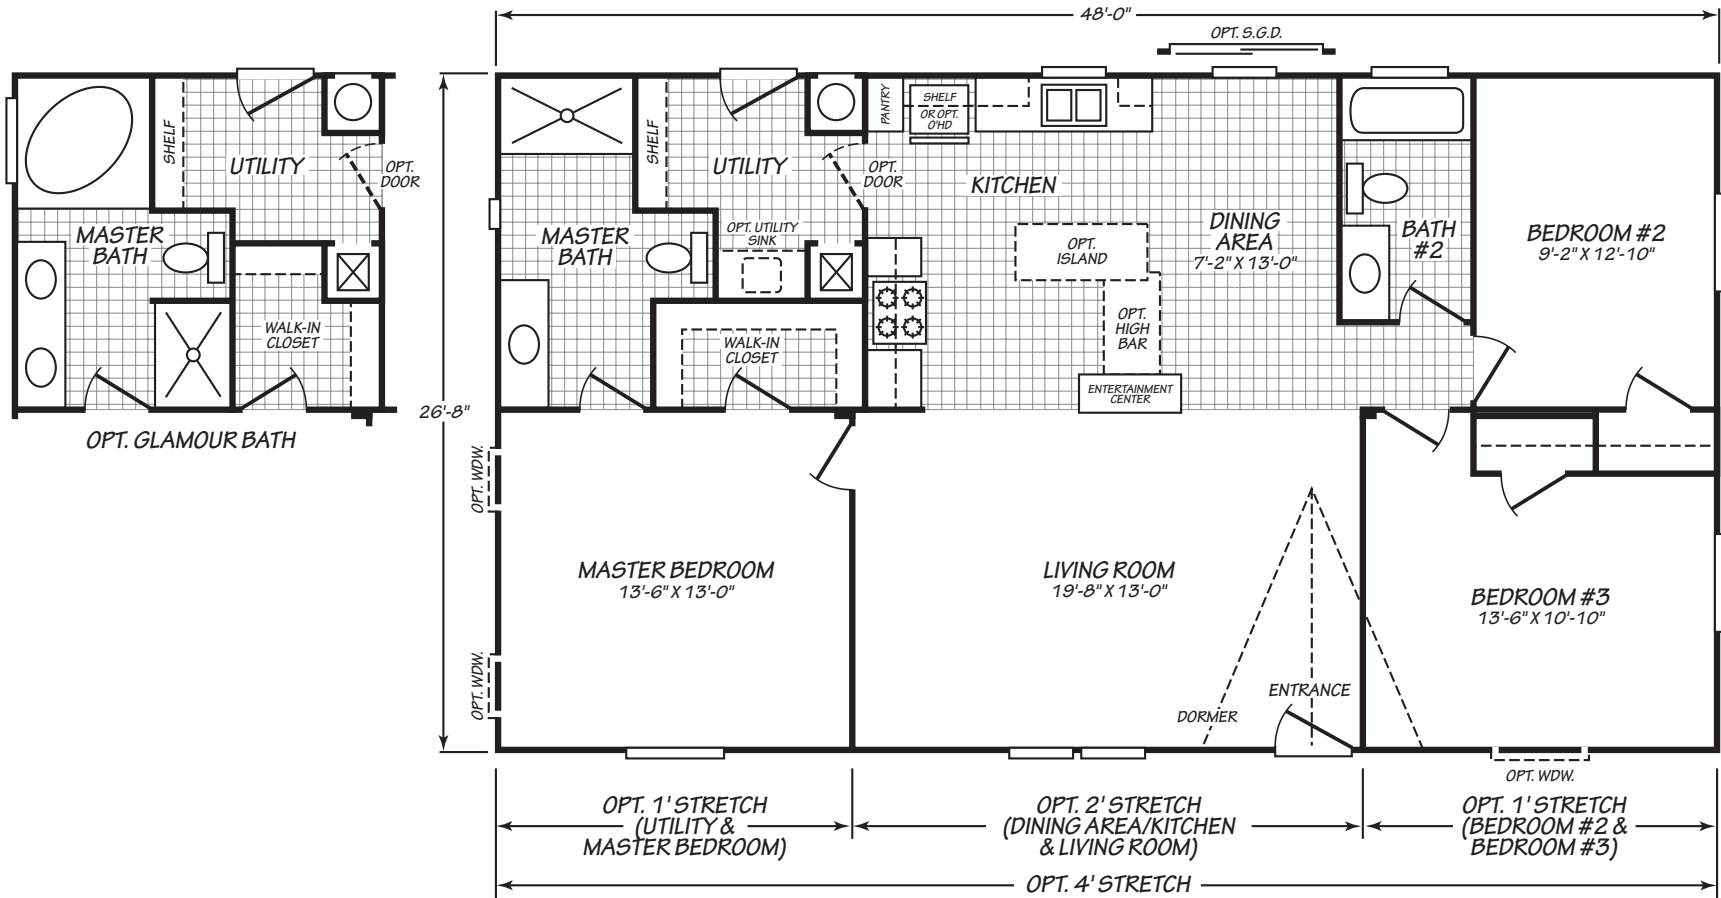 48'-0"
OPT. S.G.D.
SHELF
UTILITY
OPT.
DOOR
MASTER
BATH
WALK-IN
CLOSET
OPT. GLAMOUR BATH
26'-8"
SHELF
UTILITY
OPT.
DOOR
MASTER
BATH
OPT. UTILITY
SINK
WALK-IN
CLOSET
PANTRY
SHELF
OR OPT.
O'HD
KITCHEN
OPT.
ISLAND
OPT.
HIGH
BAR
ENTERTAINMENT
CENTER
DINING
AREA
7'-2" X 13'-0"
BATH
#2
BEDROOM #2
9'-2" X 12'-10"
OPT. WDW.
OPT. WDW.
MASTER BEDROOM
13'-6" X 13'-0"
LIVING ROOM
19'-8" X 13'-0"
BEDROOM #3
13'-6" X 10'-10"
ENTRANCE
DORMER
OPT. WDW.
OPT. 1' STRETCH
(UTILITY &
MASTER BEDROOM)
OPT. 2' STRETCH
(DINING AREA/KITCHEN
& LIVING ROOM)
OPT. 1' STRETCH
(BEDROOM #2 &
BEDROOM #3)
OPT. 4' STRETCH